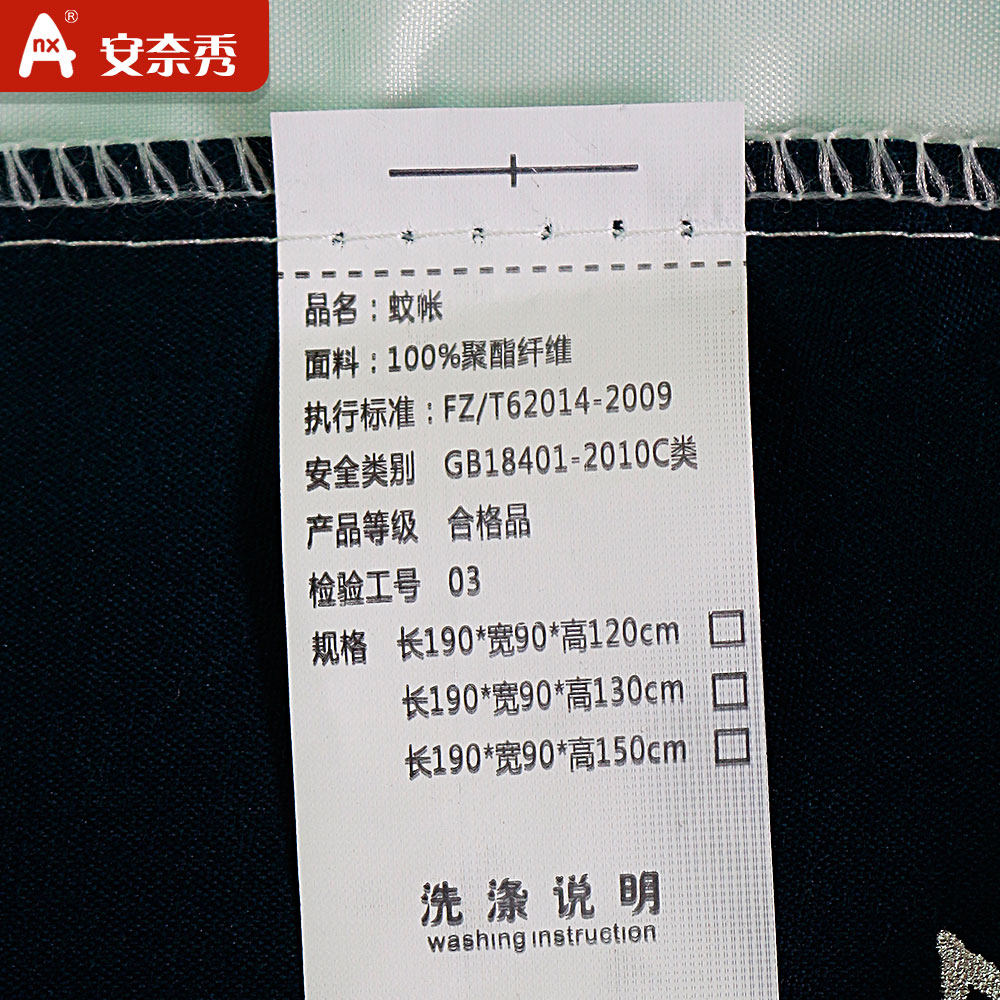 nx ® 安奈秀
品名：蚊帐
面料：100%聚酯纤维
执行标准：FZ/T62014-2009
安全类别 GB18401-2010C类
产品等级 合格品
检验工号 03
规格 长190*宽90*高120cm
长190*宽90*高130cm
长190*宽90*高150cm
洗涤说明
washing instruction